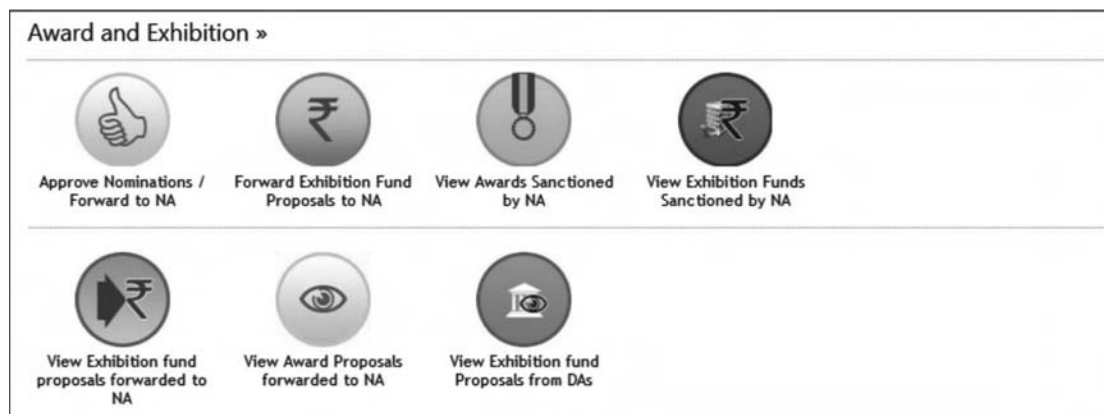 Award and Exhibition »
Approve Nominations /
Forward to NA
Forward Exhibition Fund
Proposals to NA
View Awards Sanctioned
by NA
View Exhibition Funds
Sanctioned by NA
View Exhibition fund
proposals forwarded to
NA
View Award Proposals
forwarded to NA
View Exhibition fund
Proposals from DAs